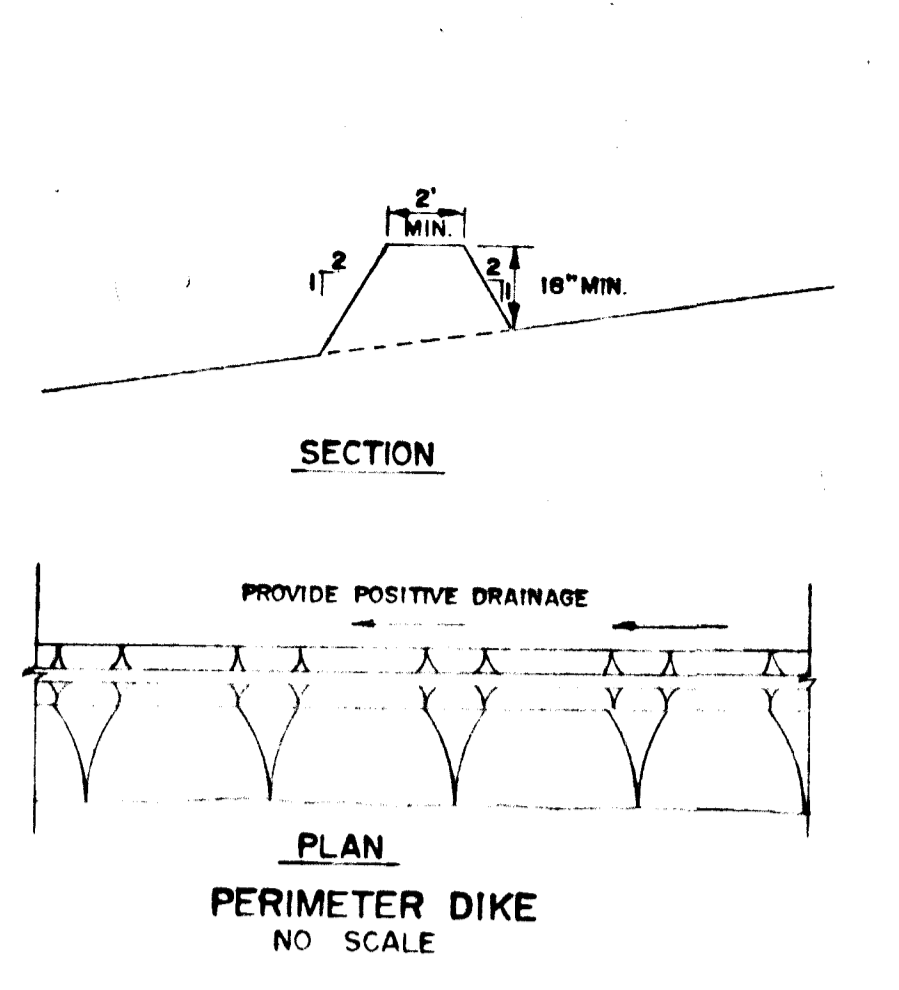 2'
MIN.
2
1
2
1
18" MIN.
SECTION
PROVIDE POSITIVE DRAINAGE
PLAN
PERIMETER DIKE
NO SCALE